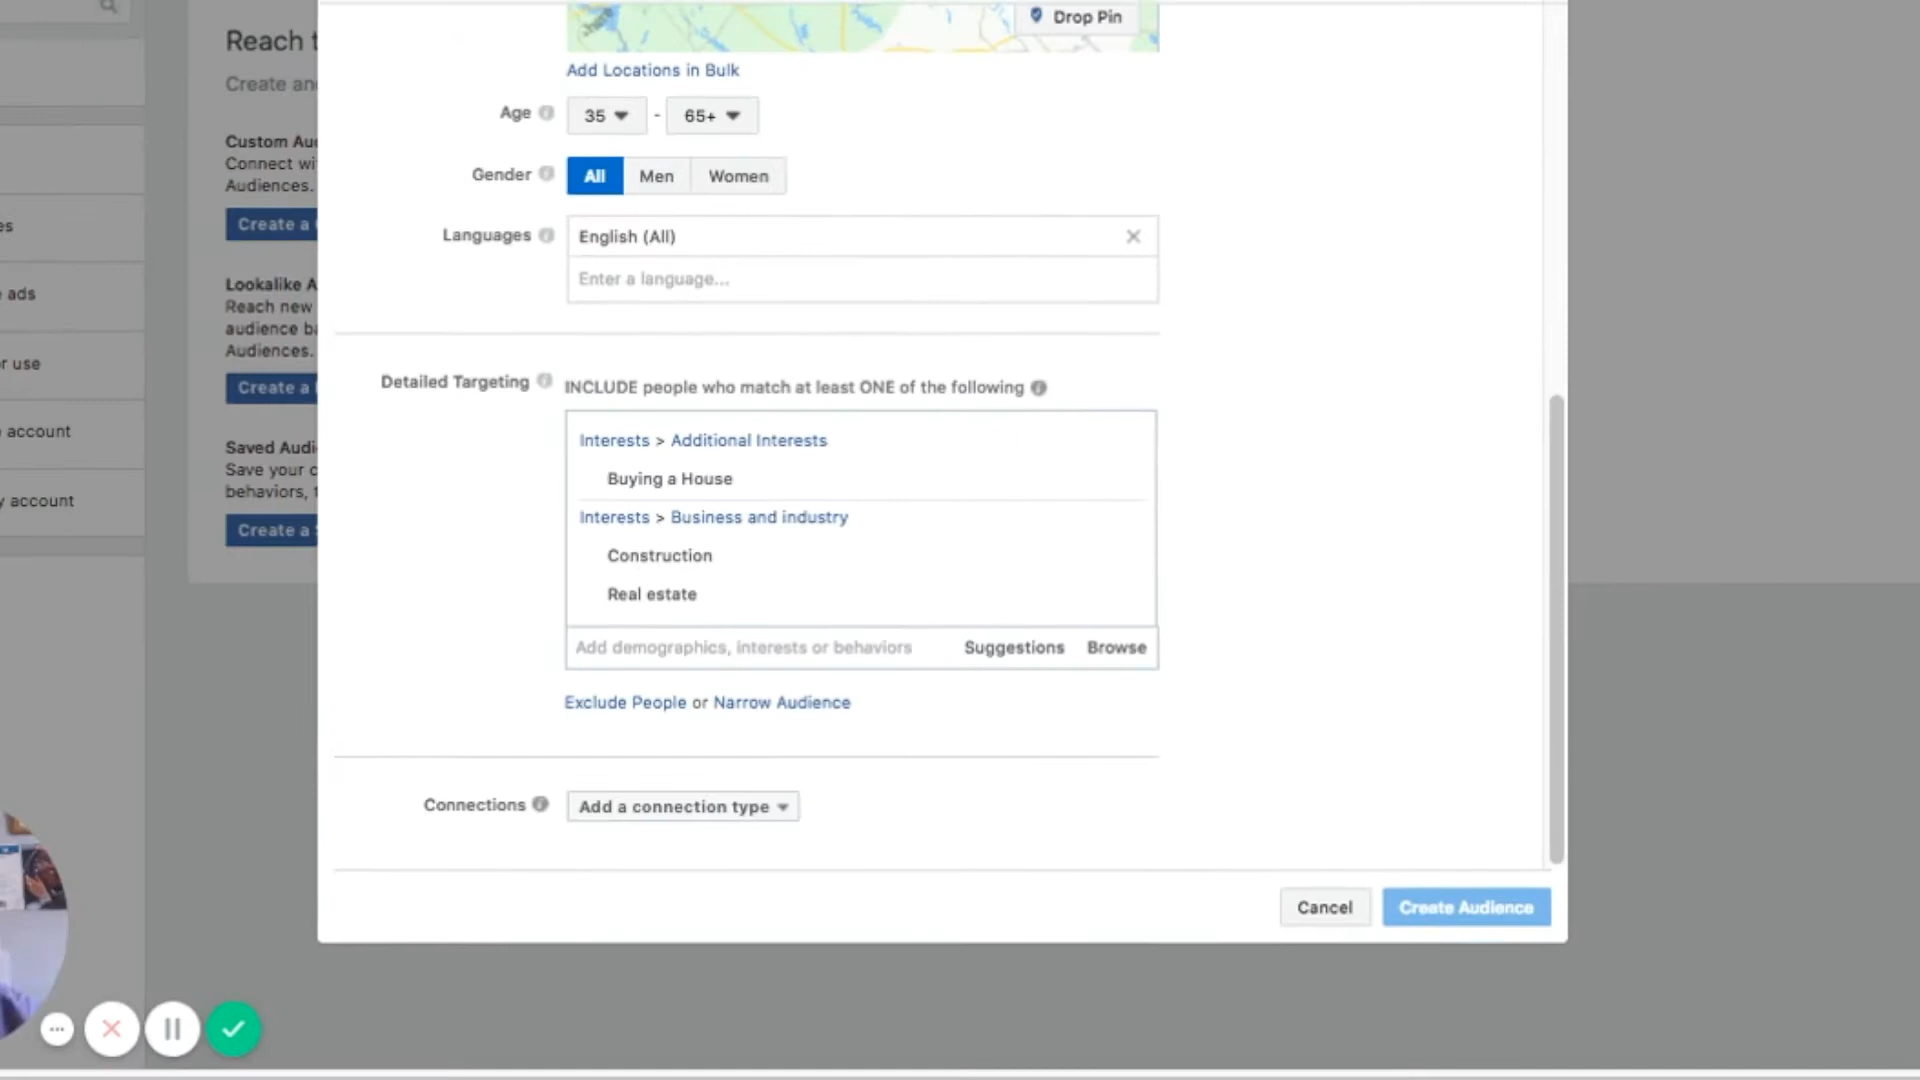 Reach t
Create and
Custom Au
Connect wi
Audiences.
Create a
Lookalike A
Reach new
audience ba
Audiences.
Create a
Saved Audi
Save your c
behaviors, t
Create a
es
ads
r use
account
y account
Drop Pin
Add Locations in Bulk
Age 35 - 65+
Gender All Men Women
Languages English (All)
Enter a language...
Detailed Targeting INCLUDE people who match at least ONE of the following
Interests > Additional Interests
Buying a House
Interests > Business and industry
Construction
Real estate
Add demographics, interests or behaviors Suggestions Browse
Exclude People or Narrow Audience
Connections Add a connection type
Cancel Create Audience